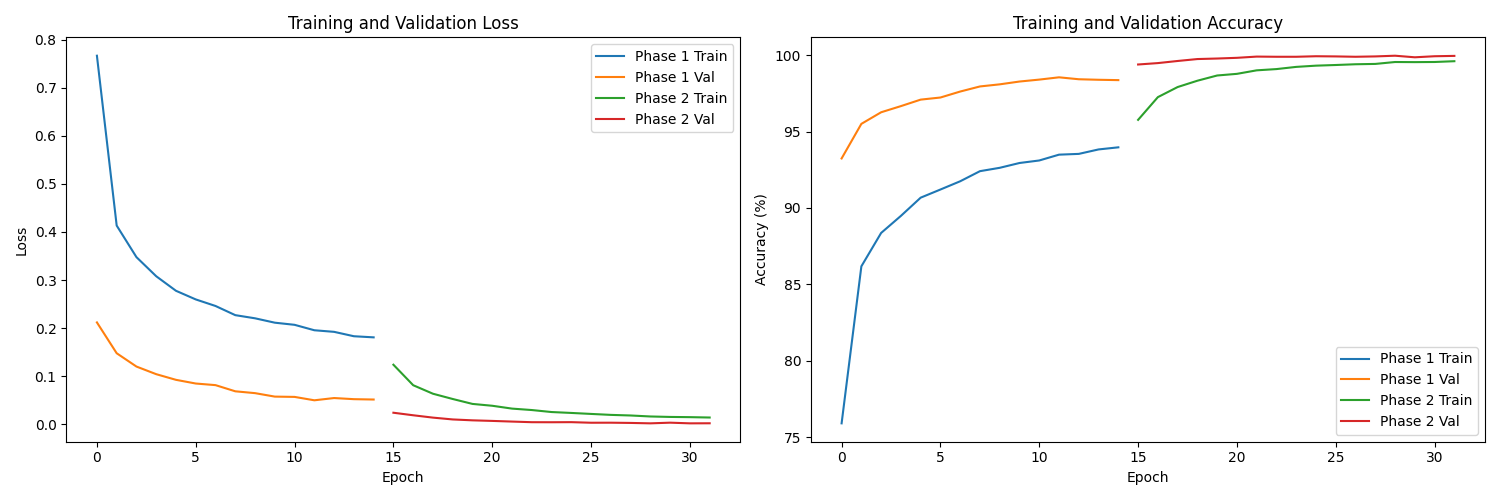 Training and Validation Loss
Loss
0.8
0.7
0.6
0.5
0.4
0.3
0.2
0.1
0.0
Phase 1 Train
Phase 1 Val
Phase 2 Train
Phase 2 Val
0 5 10 15 20 25 30
Epoch
Training and Validation Accuracy
Accuracy (%)
100
95
90
85
80
75
Phase 1 Train
Phase 1 Val
Phase 2 Train
Phase 2 Val
0 5 10 15 20 25 30
Epoch